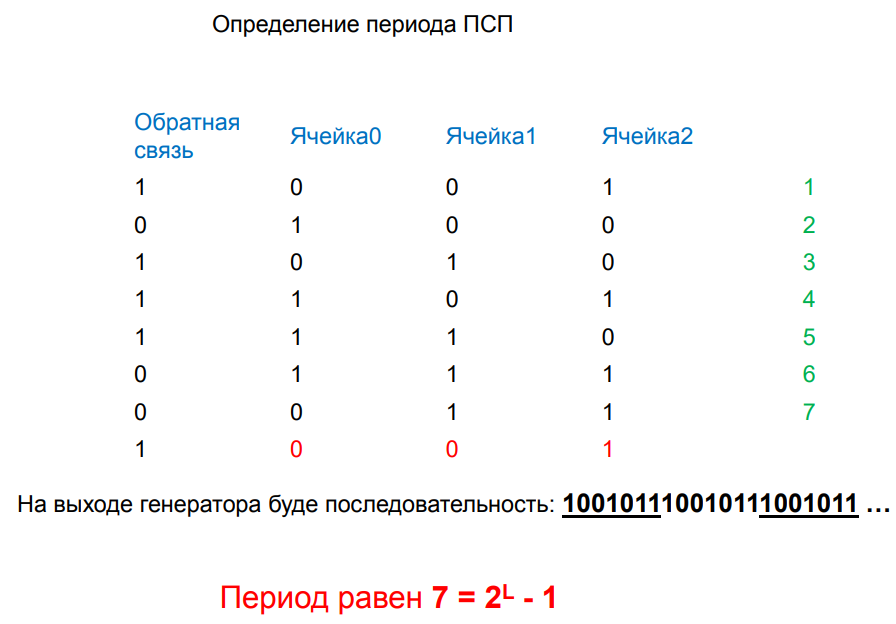 Определение периода ПСП
Обратная связь Ячейка0 Ячейка1 Ячейка2
1 0 0 1 1
0 1 0 0 2
1 0 1 0 3
1 1 0 1 4
1 1 1 0 5
0 1 1 1 6
0 0 1 1 7
1 0 0 1
На выходе генератора буде последовательность: 100101110010111001011 ...
Период равен 7 = 2ᴸ - 1